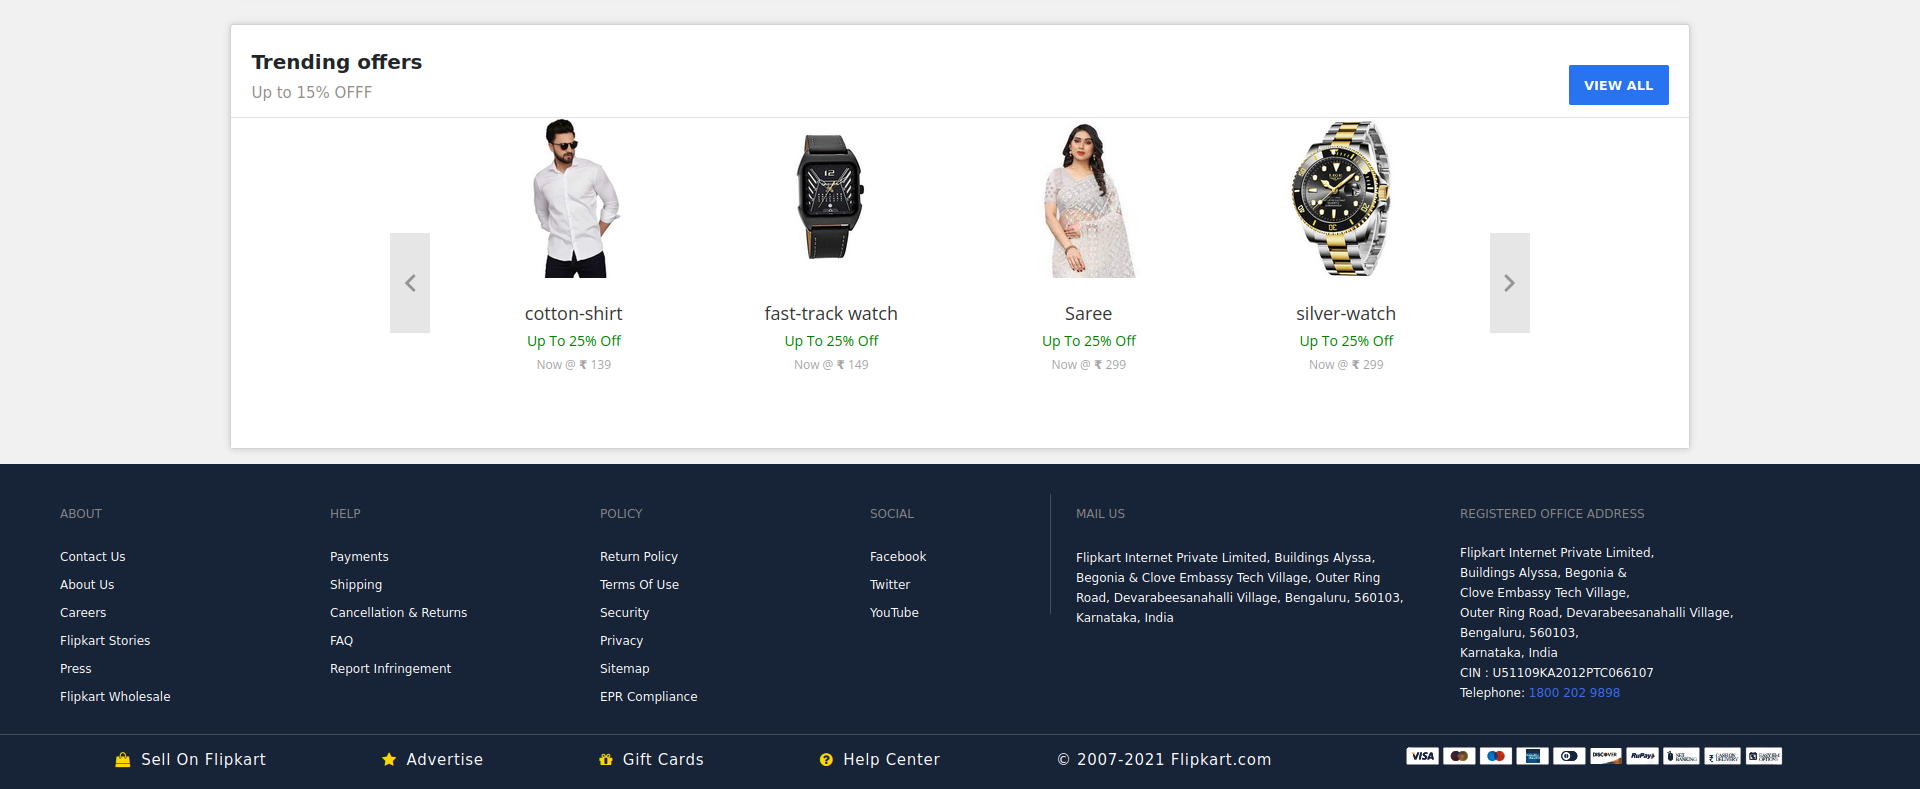 Trending offers
Up to 15% OFFF
VIEW ALL
cotton-shirt
Up To 25% Off
Now @ ₹ 139
fast-track watch
Up To 25% Off
Now @ ₹ 149
Saree
Up To 25% Off
Now @ ₹ 299
silver-watch
Up To 25% Off
Now @ ₹ 299
ABOUT
Contact Us
About Us
Careers
Flipkart Stories
Press
Flipkart Wholesale
HELP
Payments
Shipping
Cancellation & Returns
FAQ
Report Infringement
POLICY
Return Policy
Terms Of Use
Security
Privacy
Sitemap
EPR Compliance
SOCIAL
Facebook
Twitter
YouTube
MAIL US
Flipkart Internet Private Limited, Buildings Alyssa,
Begonia & Clove Embassy Tech Village, Outer Ring
Road, Devarabeesanahalli Village, Bengaluru, 560103,
Karnataka, India
REGISTERED OFFICE ADDRESS
Flipkart Internet Private Limited,
Buildings Alyssa, Begonia &
Clove Embassy Tech Village,
Outer Ring Road, Devarabeesanahalli Village,
Bengaluru, 560103,
Karnataka, India
CIN : U51109KA2012PTC066107
Telephone: 1800 202 9898
Sell On Flipkart
Advertise
Gift Cards
Help Center
© 2007-2021 Flipkart.com
VISA
DISCOVER
RuPay